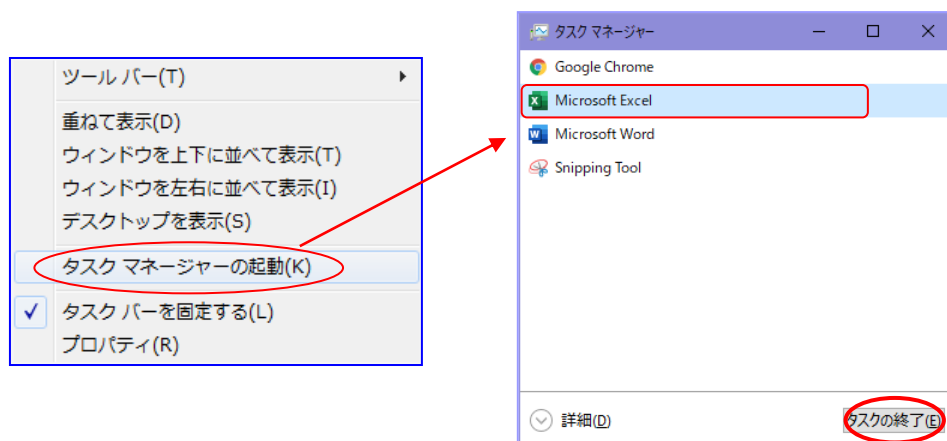 ツール バー(T)
重ねて表示(D)
ウィンドウを上下に並べて表示(T)
ウィンドウを左右に並べて表示(I)
デスクトップを表示(S)
タスク マネージャーの起動(K)
タスク バーを固定する(L)
プロパティ(R)
タスク マネージャー
Google Chrome
Microsoft Excel
Microsoft Word
Snipping Tool
詳細(D)
タスクの終了(E)